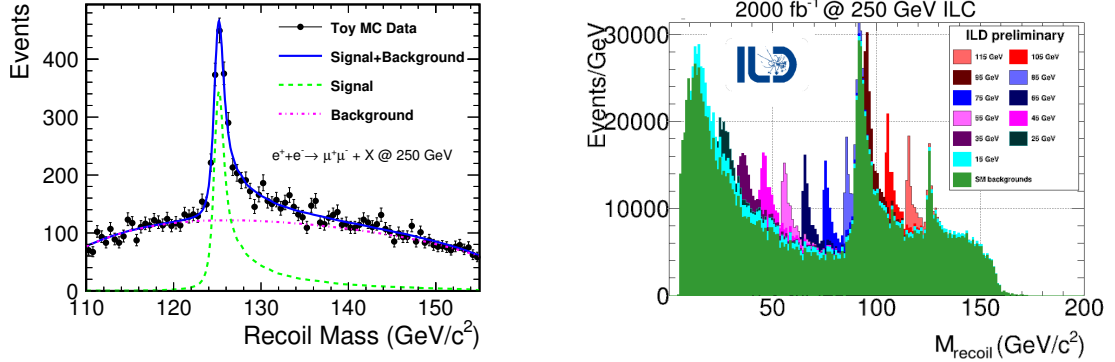 Events
400
300
200
100
0
110
120
130
140
150
Recoil Mass (GeV/c²)
Toy MC Data
Signal+Background
Signal
Background
e⁺+e⁻→ μ⁺μ⁻ + X @ 250 GeV
2000 fb⁻¹ @ 250 GeV ILC
Events/GeV
30000
20000
10000
0
50
100
150
200
M_recoil (GeV/c²)
ILD
ILD preliminary
115 GeV 105 GeV
95 GeV 85 GeV
75 GeV 65 GeV
55 GeV 45 GeV
35 GeV 25 GeV
15 GeV
SM backgrounds